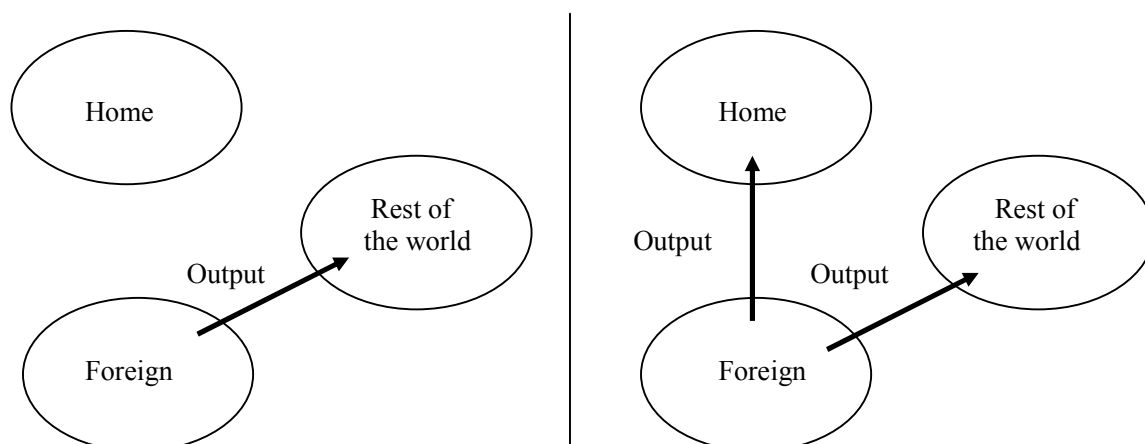 Home
Rest of
the world
Output
Foreign
Home
Rest of
the world
Output
Output
Foreign